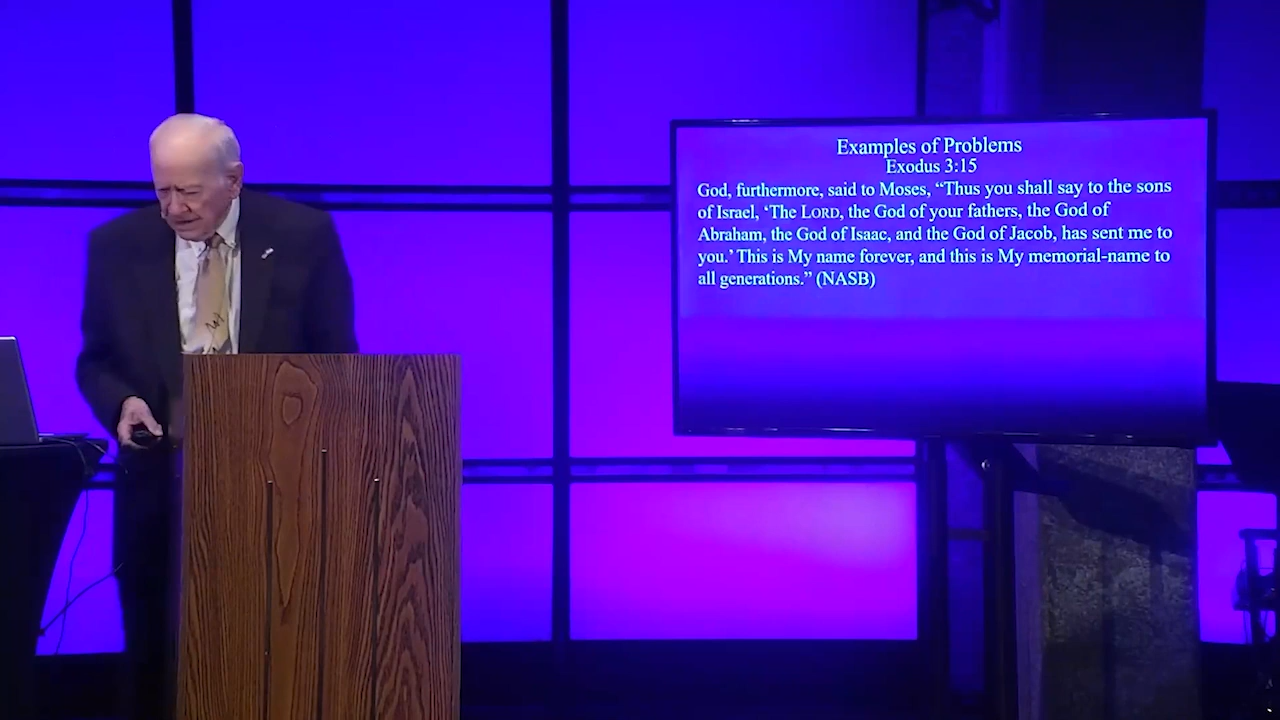 Examples of Problems
Exodus 3:15
God, furthermore, said to Moses, “Thus you shall say to the sons
of Israel, ‘The LORD, the God of your fathers, the God of
Abraham, the God of Isaac, and the God of Jacob, has sent me to
you.’ This is My name forever, and this is My memorial-name to
all generations.” (NASB)